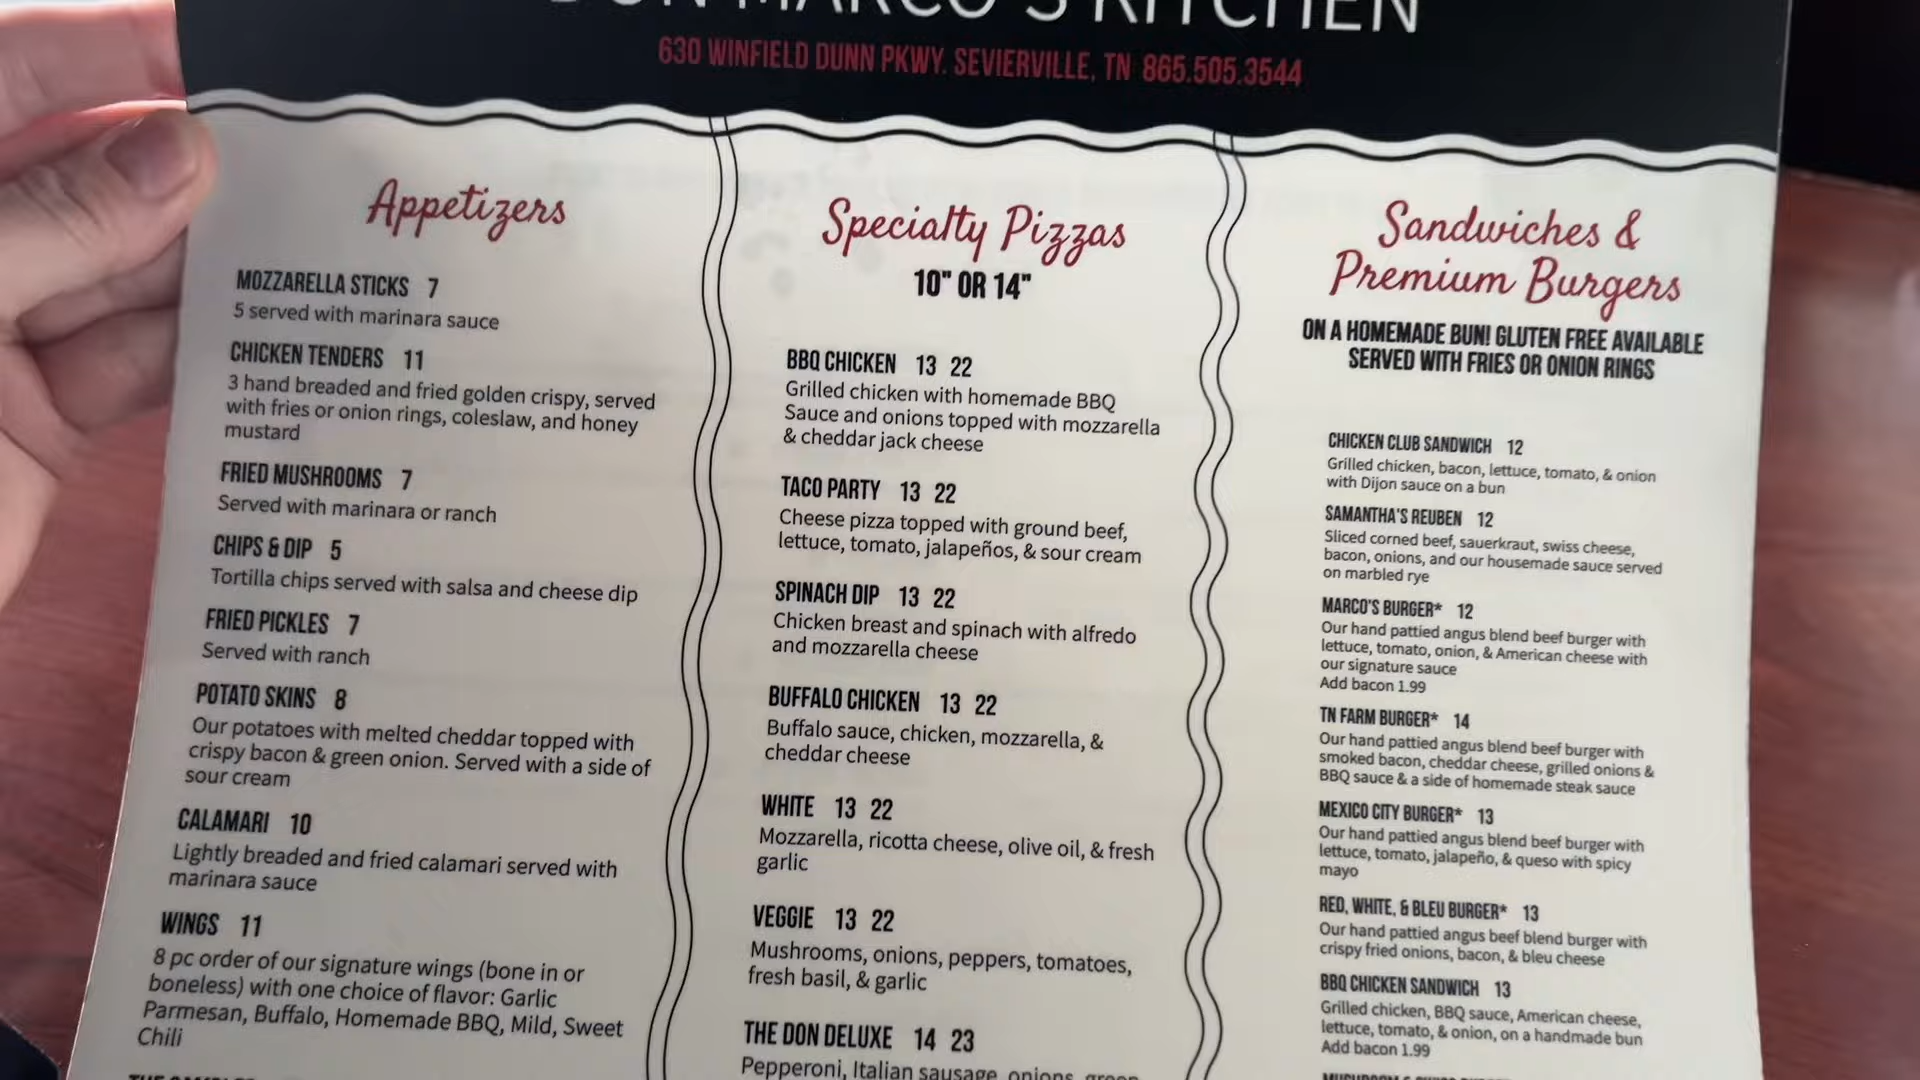 DON MARCO'S KITCHEN
630 WINFIELD DUNN PKWY. SEVIERVILLE, TN 865.505.3544
Appetizers
MOZZARELLA STICKS 7
5 served with marinara sauce
CHICKEN TENDERS 11
3 hand breaded and fried golden crispy, served
with fries or onion rings, coleslaw, and honey
mustard
FRIED MUSHROOMS 7
Served with marinara or ranch
CHIPS & DIP 5
Tortilla chips served with salsa and cheese dip
FRIED PICKLES 7
Served with ranch
POTATO SKINS 8
Our potatoes with melted cheddar topped with
crispy bacon & green onion. Served with a side of
sour cream
CALAMARI 10
Lightly breaded and fried calamari served with
marinara sauce
WINGS 11
8 pc order of our signature wings (bone in or
boneless) with one choice of flavor: Garlic
Parmesan, Buffalo, Homemade BBQ, Mild, Sweet
Chili
Specialty Pizzas
10" OR 14"
BBQ CHICKEN 13 22
Grilled chicken with homemade BBQ
Sauce and onions topped with mozzarella
& cheddar jack cheese
TACO PARTY 13 22
Cheese pizza topped with ground beef,
lettuce, tomato, jalapeños, & sour cream
SPINACH DIP 13 22
Chicken breast and spinach with alfredo
and mozzarella cheese
BUFFALO CHICKEN 13 22
Buffalo sauce, chicken, mozzarella, &
cheddar cheese
WHITE 13 22
Mozzarella, ricotta cheese, olive oil, & fresh
garlic
VEGGIE 13 22
Mushrooms, onions, peppers, tomatoes,
fresh basil, & garlic
THE DON DELUXE 14 23
Pepperoni, Italian sausage, onions, green
Sandwiches &
Premium Burgers
ON A HOMEMADE BUN! GLUTEN FREE AVAILABLE
SERVED WITH FRIES OR ONION RINGS
CHICKEN CLUB SANDWICH 12
Grilled chicken, bacon, lettuce, tomato, & onion
with Dijon sauce on a bun
SAMANTHA'S REUBEN 12
Sliced corned beef, sauerkraut, swiss cheese,
bacon, onions, and our housemade sauce served
on marbled rye
MARCO'S BURGER* 12
Our hand pattied angus blend beef burger with
lettuce, tomato, onion, & American cheese with
our signature sauce
Add bacon 1.99
TN FARM BURGER* 14
Our hand pattied angus blend beef burger with
smoked bacon, cheddar cheese, grilled onions &
BBQ sauce & a side of homemade steak sauce
MEXICO CITY BURGER* 13
Our hand pattied angus blend beef burger with
lettuce, tomato, jalapeño, & queso with spicy
mayo
RED, WHITE, & BLEU BURGER* 13
Our hand pattied angus beef blend burger with
crispy fried onions, bacon, & bleu cheese
BBQ CHICKEN SANDWICH 13
Grilled chicken, BBQ sauce, American cheese,
lettuce, tomato, & onion, on a handmade bun
Add bacon 1.99